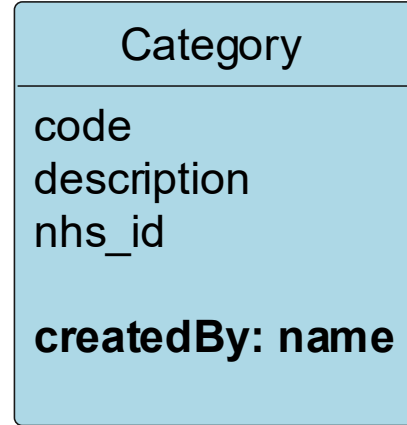 Category
code
description
nhs_id
createdBy: name